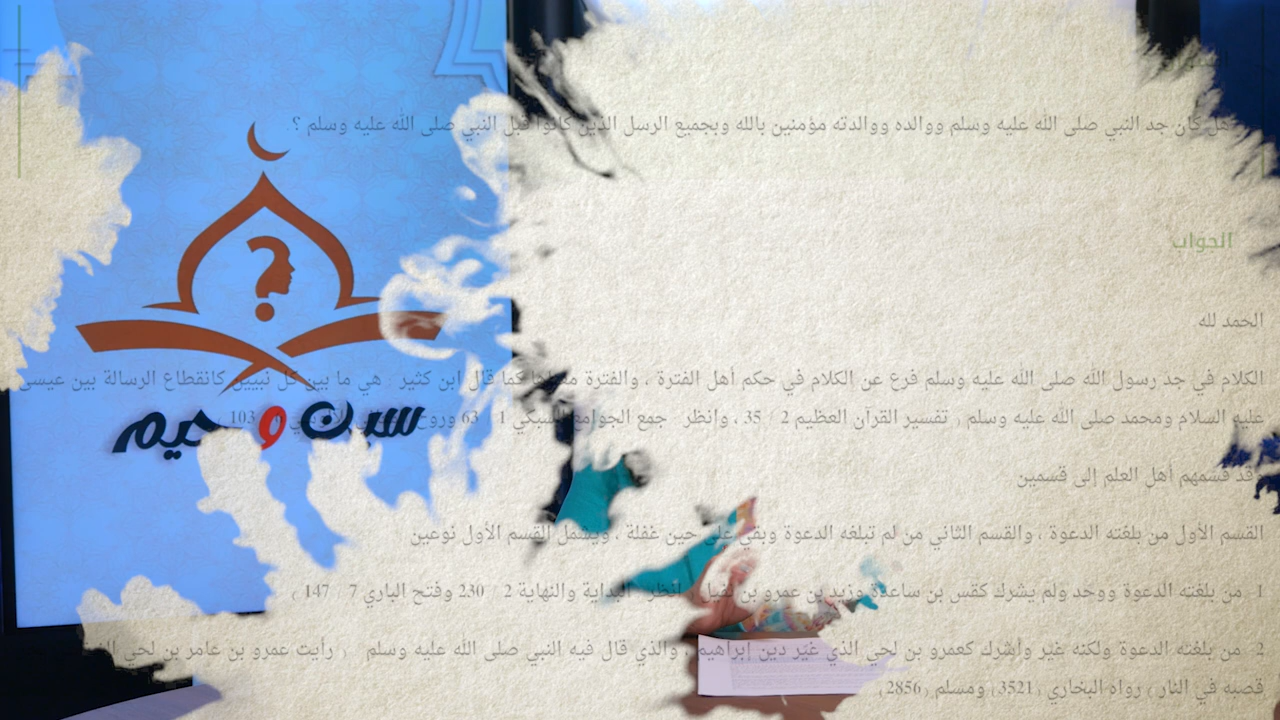 هل كان جد النبي صلى الله عليه وسلم ووالده ووالدته مؤمنين بالله وبجميع الرسل الذين كانوا قبل النبي صلى الله عليه وسلم ؟
الجواب
الحمد لله
الكلام في جد رسول الله صلى الله عليه وسلم فرع عن الكلام في حكم أهل الفترة ، والفترة كما قال ابن كثير : هي ما بين كل نبيين كانقطاع الرسالة بين عيسى
عليه السلام ومحمد صلى الله عليه وسلم ( تفسير القرآن العظيم 2 / 35 ، وانظر جمع الجوامع للسبكي 1 / 63 وروح 103
وقد قسمهم أهل العلم إلى قسمين
القسم الأول من بلغته الدعوة ، والقسم الثاني من لم تبلغه الدعوة وبقي على حين غفلة ، ويشمل القسم الأول نوعين
1 من بلغته الدعوة ووحد ولم يشرك كقس بن ساعدة وزيد بن عمرو بن نفيل انظر البداية والنهاية 2 / 230 وفتح الباري 7 / 147 )
2 من بلغته الدعوة ولكنه غير وأشرك كعمرو بن لحي الذي غير دين إبراهيم ، والذي قال فيه النبي صلى الله عليه وسلم ( رأيت عمرو بن عامر بن لحي
قصبه في النار ) رواه البخاري (3521) ومسلم (2856)
سين وجيم